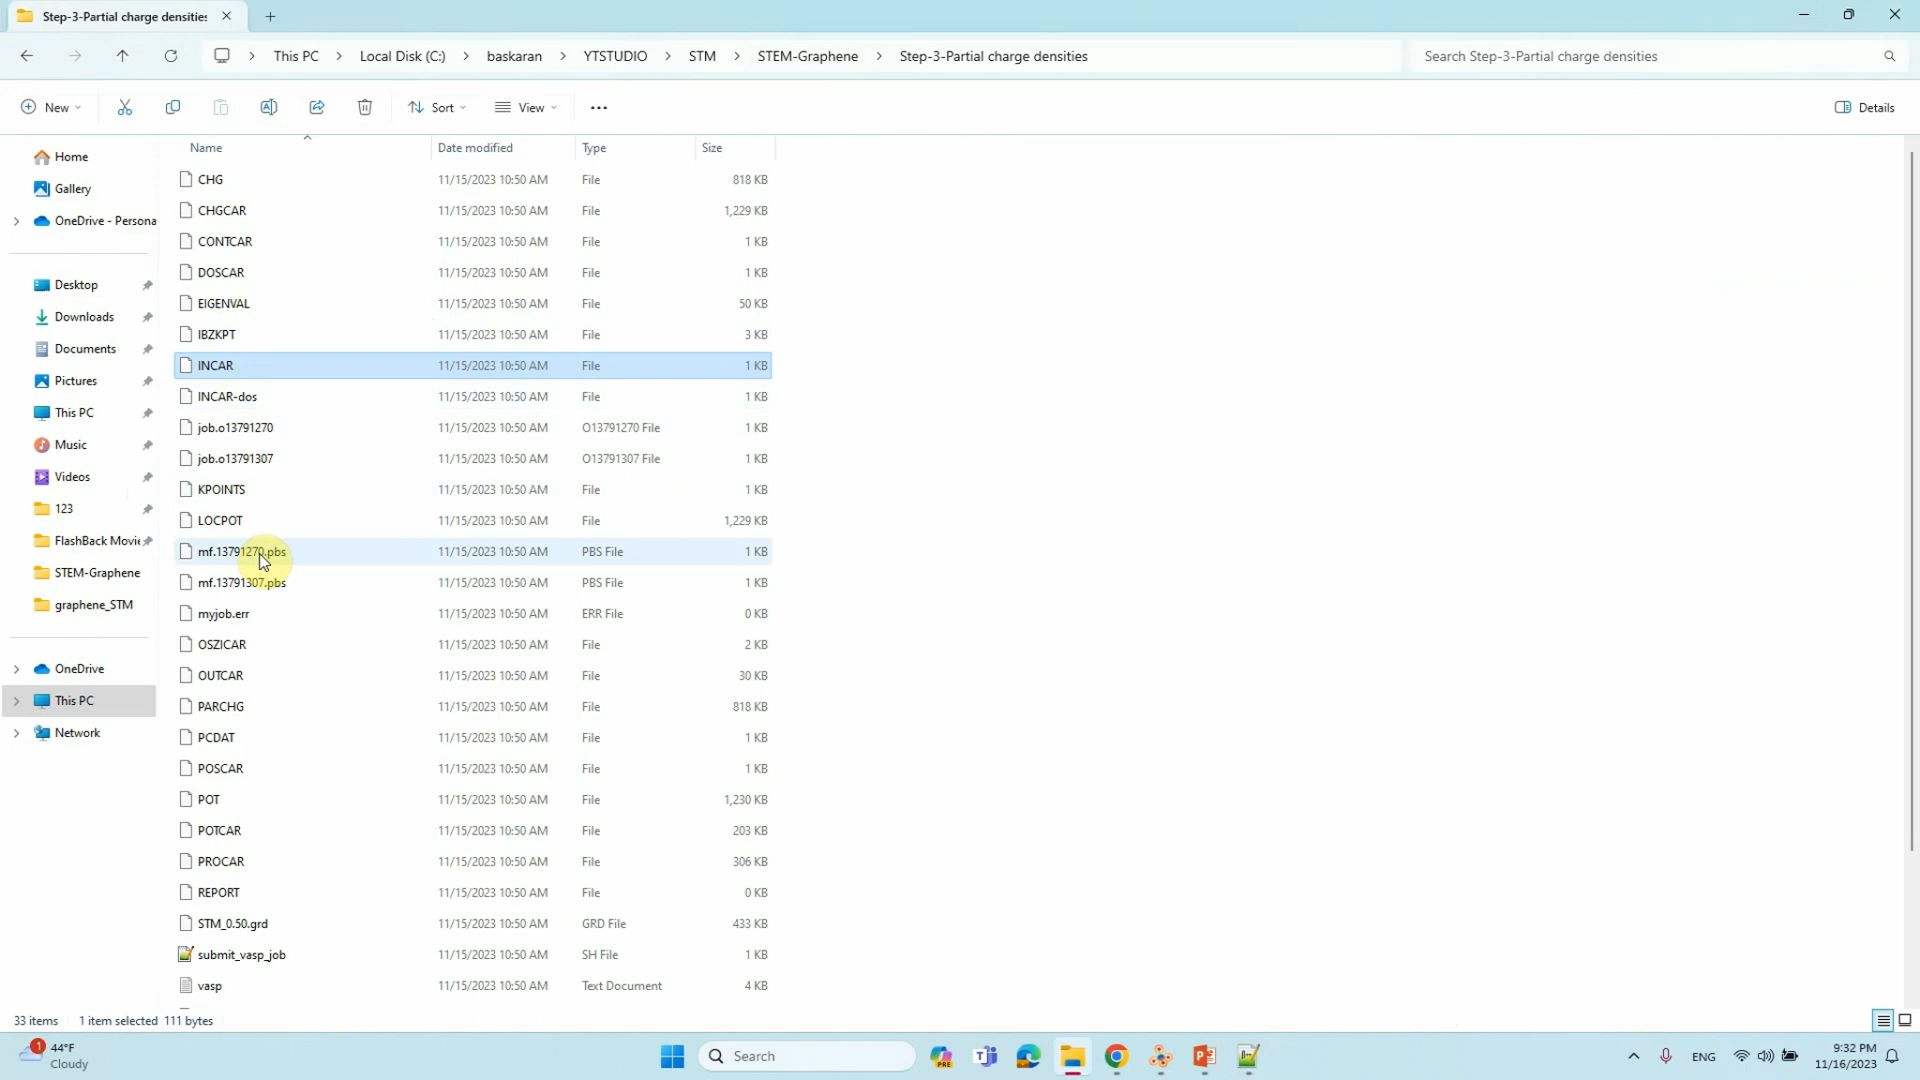 Step-3-Partial charge densities
This PC > Local Disk (C:) > baskaran > YTSTUDIO > STM > STEM-Graphene > Step-3-Partial charge densities
Search Step-3-Partial charge densities
New Sort View ... Details
Name Date modified Type Size
Home
Gallery
OneDrive - Persona
Desktop
Downloads
Documents
Pictures
This PC
Music
Videos
123
FlashBack Movie
STEM-Graphene
graphene_STM
OneDrive
This PC
Network
CHG 11/15/2023 10:50 AM File 818 KB
CHGCAR 11/15/2023 10:50 AM File 1,229 KB
CONTCAR 11/15/2023 10:50 AM File 1 KB
DOSCAR 11/15/2023 10:50 AM File 1 KB
EIGENVAL 11/15/2023 10:50 AM File 50 KB
IBZKPT 11/15/2023 10:50 AM File 3 KB
INCAR 11/15/2023 10:50 AM File 1 KB
INCAR-dos 11/15/2023 10:50 AM File 1 KB
job.o13791270 11/15/2023 10:50 AM O13791270 File 1 KB
job.o13791307 11/15/2023 10:50 AM O13791307 File 1 KB
KPOINTS 11/15/2023 10:50 AM File 1 KB
LOCPOT 11/15/2023 10:50 AM File 1,229 KB
mf.13791270.pbs 11/15/2023 10:50 AM PBS File 1 KB
mf.13791307.pbs 11/15/2023 10:50 AM PBS File 1 KB
myjob.err 11/15/2023 10:50 AM ERR File 0 KB
OSZICAR 11/15/2023 10:50 AM File 2 KB
OUTCAR 11/15/2023 10:50 AM File 30 KB
PARCHG 11/15/2023 10:50 AM File 818 KB
PCDAT 11/15/2023 10:50 AM File 1 KB
POSCAR 11/15/2023 10:50 AM File 1 KB
POT 11/15/2023 10:50 AM File 1,230 KB
POTCAR 11/15/2023 10:50 AM File 203 KB
PROCAR 11/15/2023 10:50 AM File 306 KB
REPORT 11/15/2023 10:50 AM File 0 KB
STM_0.50.grd 11/15/2023 10:50 AM GRD File 433 KB
submit_vasp_job 11/15/2023 10:50 AM SH File 1 KB
vasp 11/15/2023 10:50 AM Text Document 4 KB
33 items 1 item selected 111 bytes
1
44°F
Cloudy
Search
PRE
ENG
9:32 PM
11/16/2023